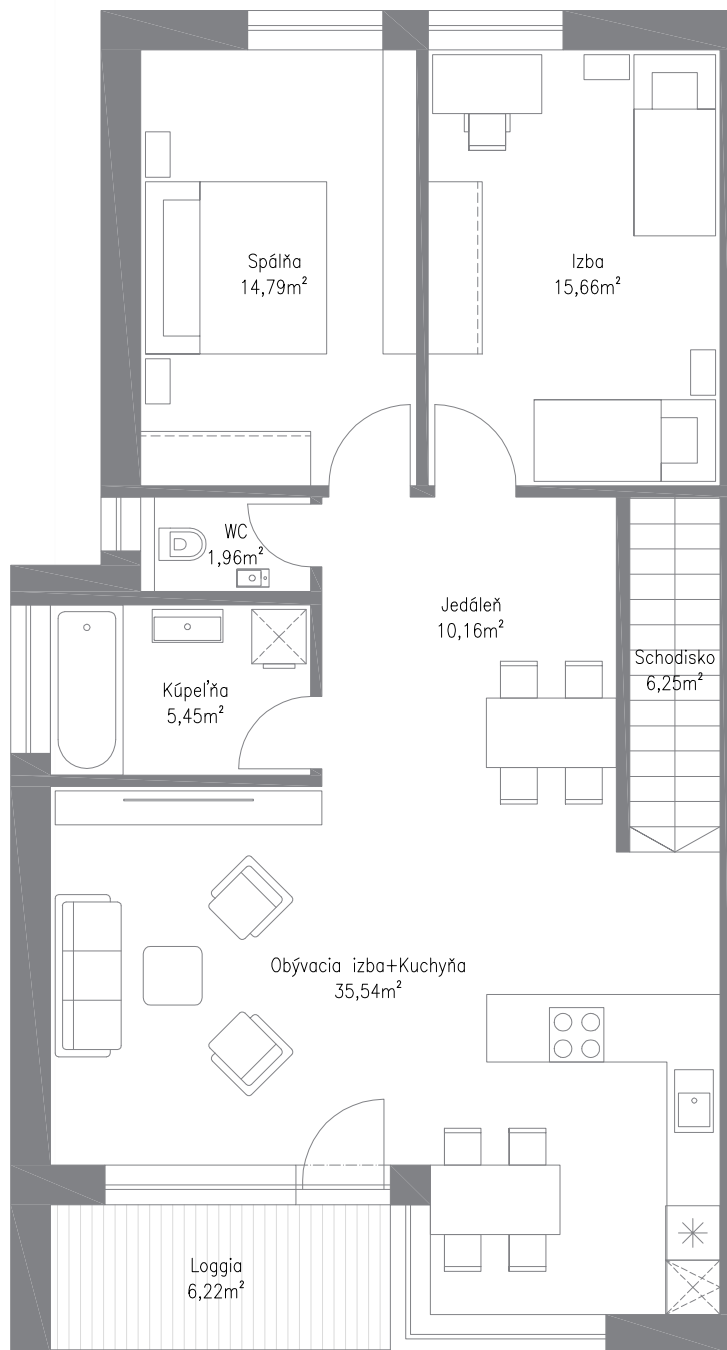 Spálňa
14,79m²
Izba
15,66m²
WC
1,96m²
Jedáleň
10,16m²
Schodisko
6,25m²
Kúpeľňa
5,45m²
Obývacia izba+Kuchyňa
35,54m²
Loggia
6,22m²